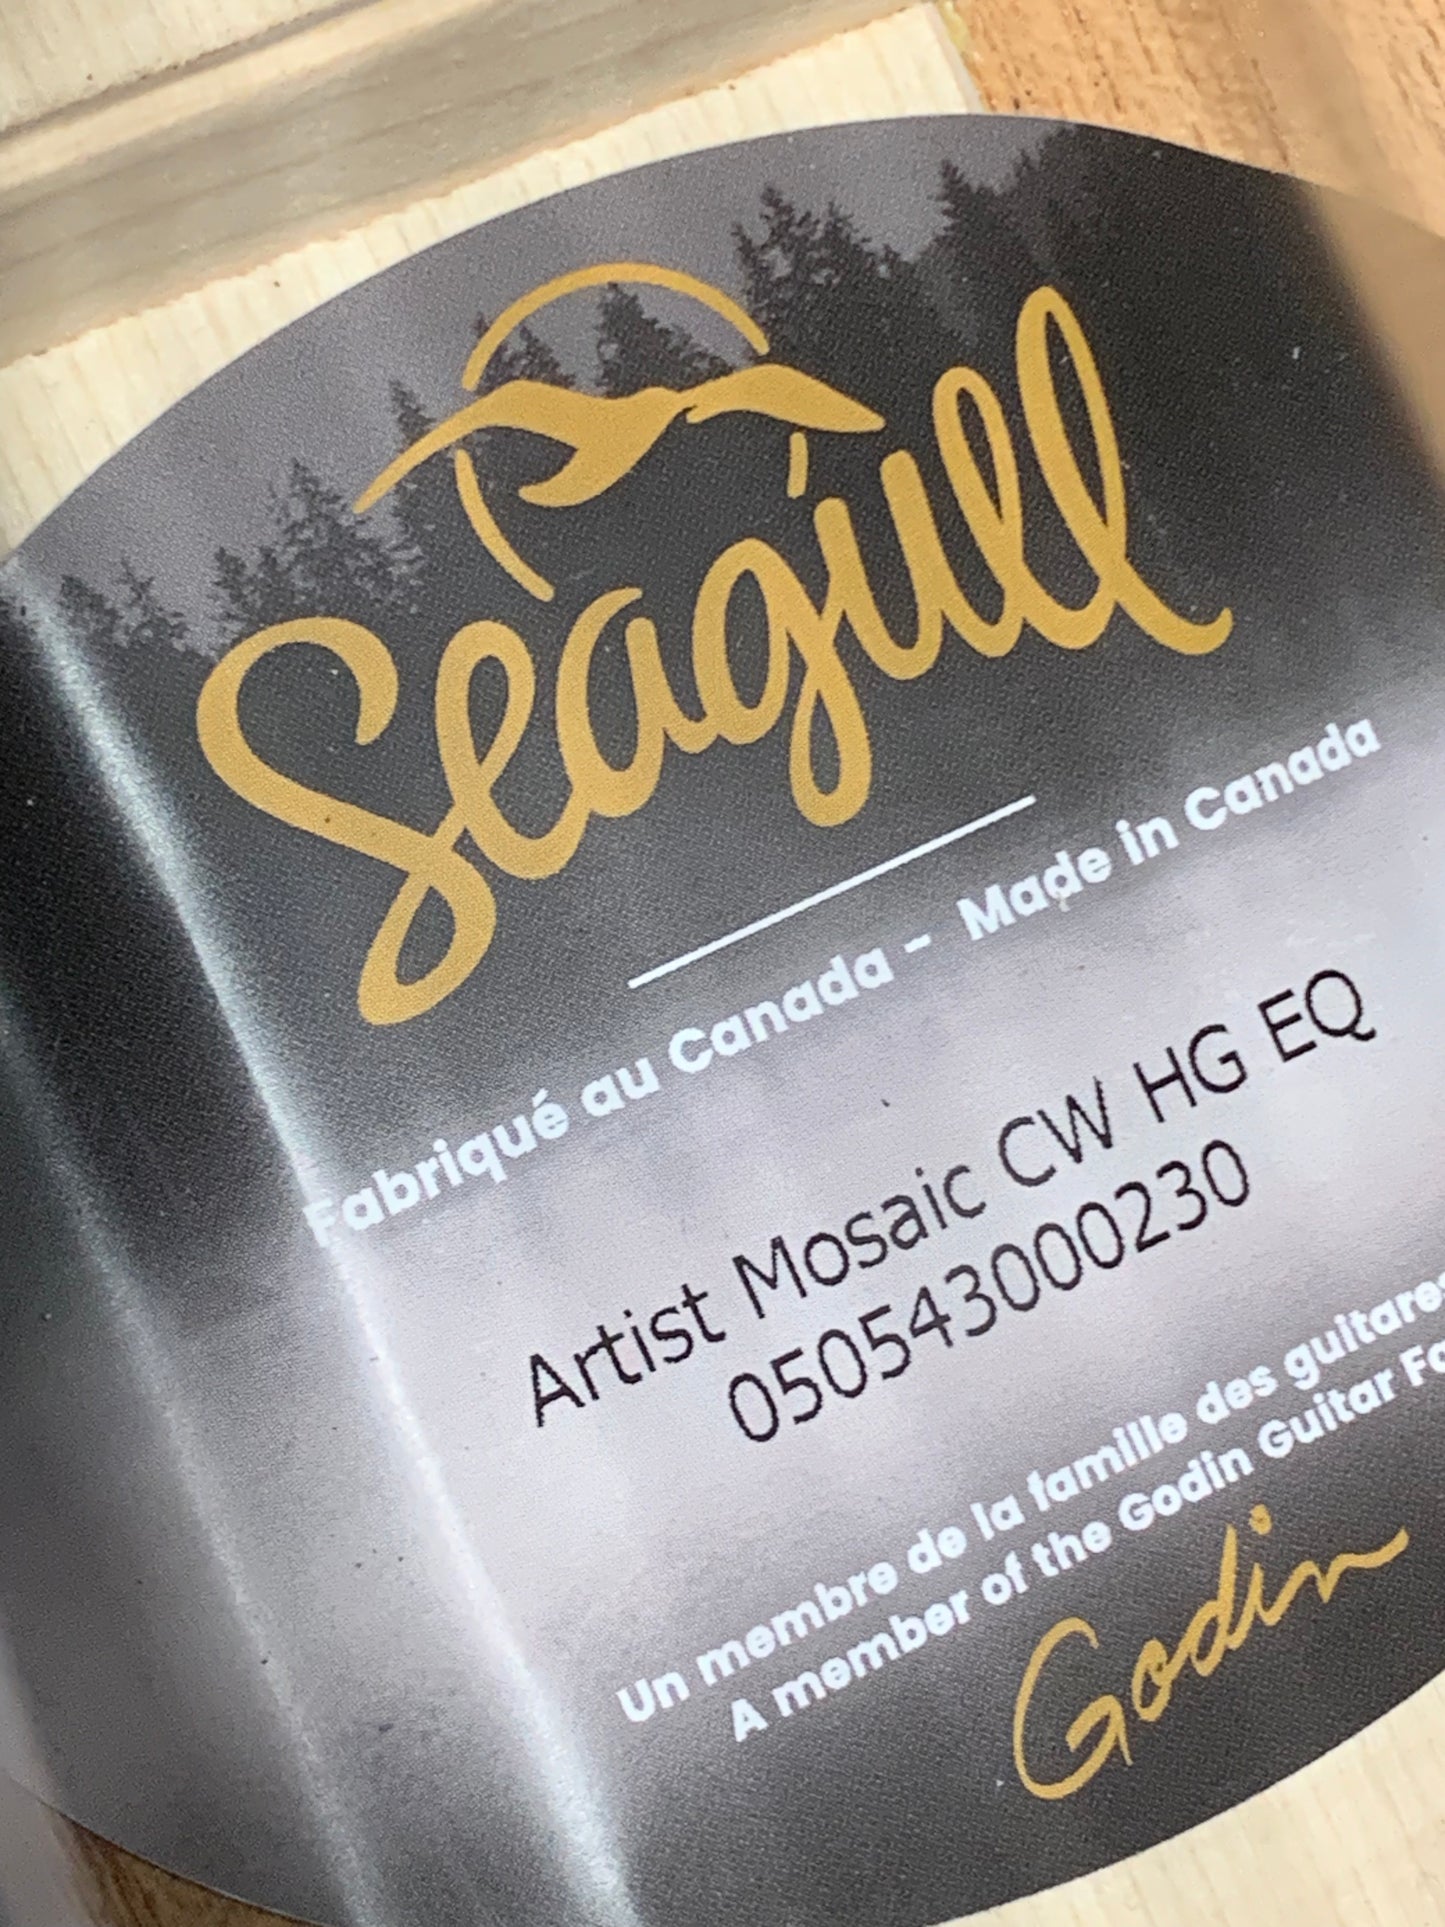 Seagull
Fabriqué au Canada - Made in Canada
Artist Mosaic CW HG EQ
050543000230
Un membre de la famille des guitares
A member of the Godin Guitar
Godin